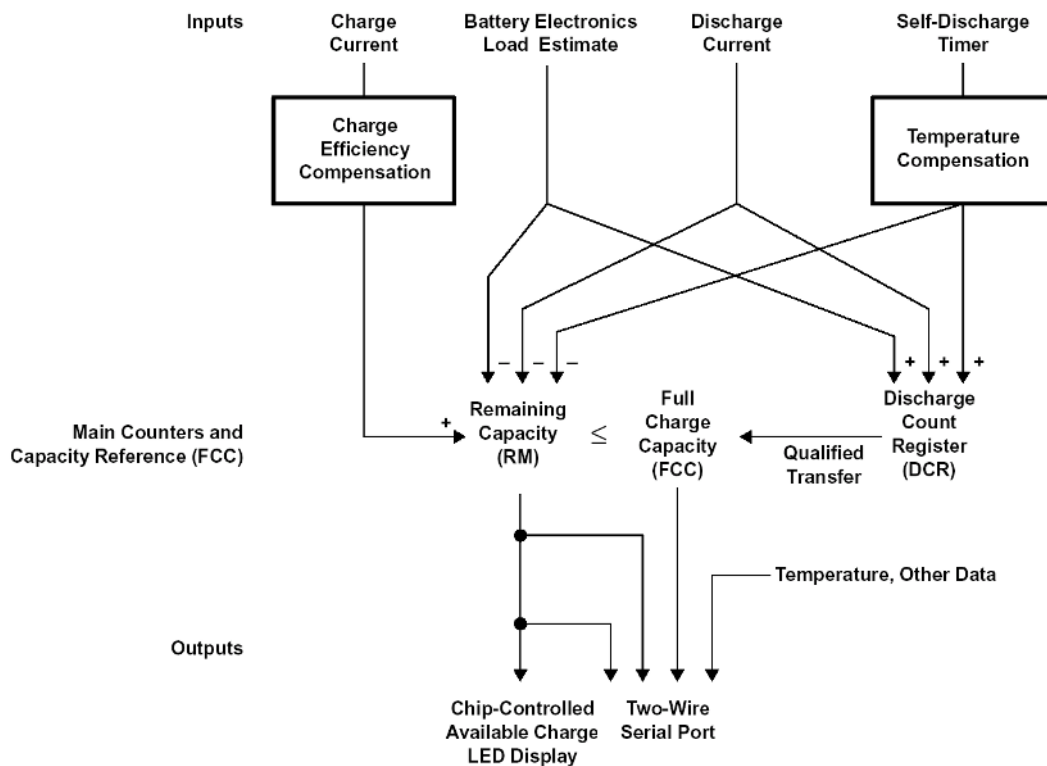 Inputs
Charge
Current
Battery Electronics
Load Estimate
Discharge
Current
Self-Discharge
Timer
Charge
Efficiency
Compensation
Temperature
Compensation
– – –
+ + +
Main Counters and
Capacity Reference (FCC)
+
Remaining
Capacity
(RM)
≤
Full
Charge
Capacity
(FCC)
Qualified
Transfer
Discharge
Count
Register
(DCR)
Temperature, Other Data
Outputs
Chip-Controlled
Available Charge
LED Display
Two-Wire
Serial Port